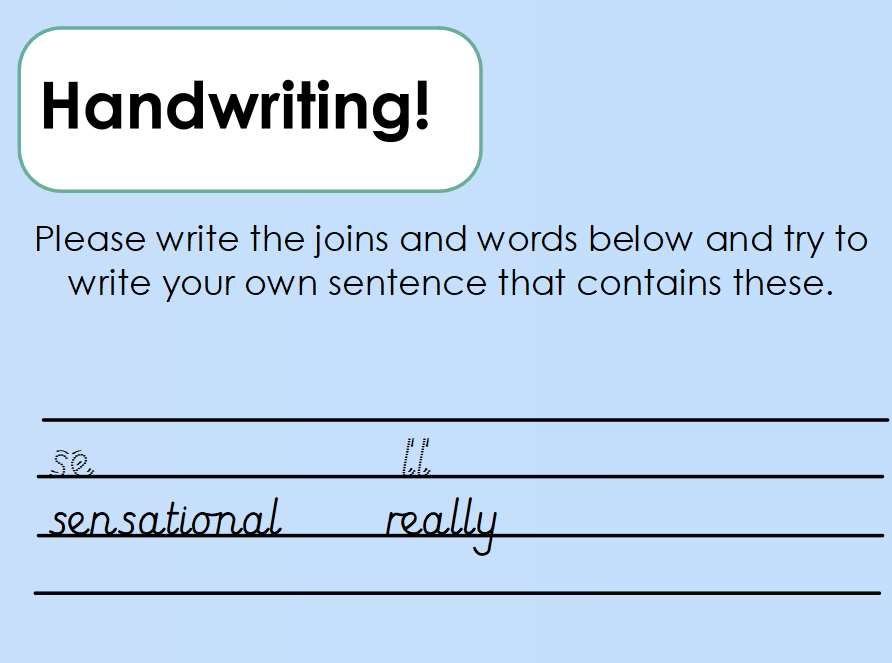 Handwriting!
Please write the joins and words below and try to
write your own sentence that contains these.
se ll
sensational really